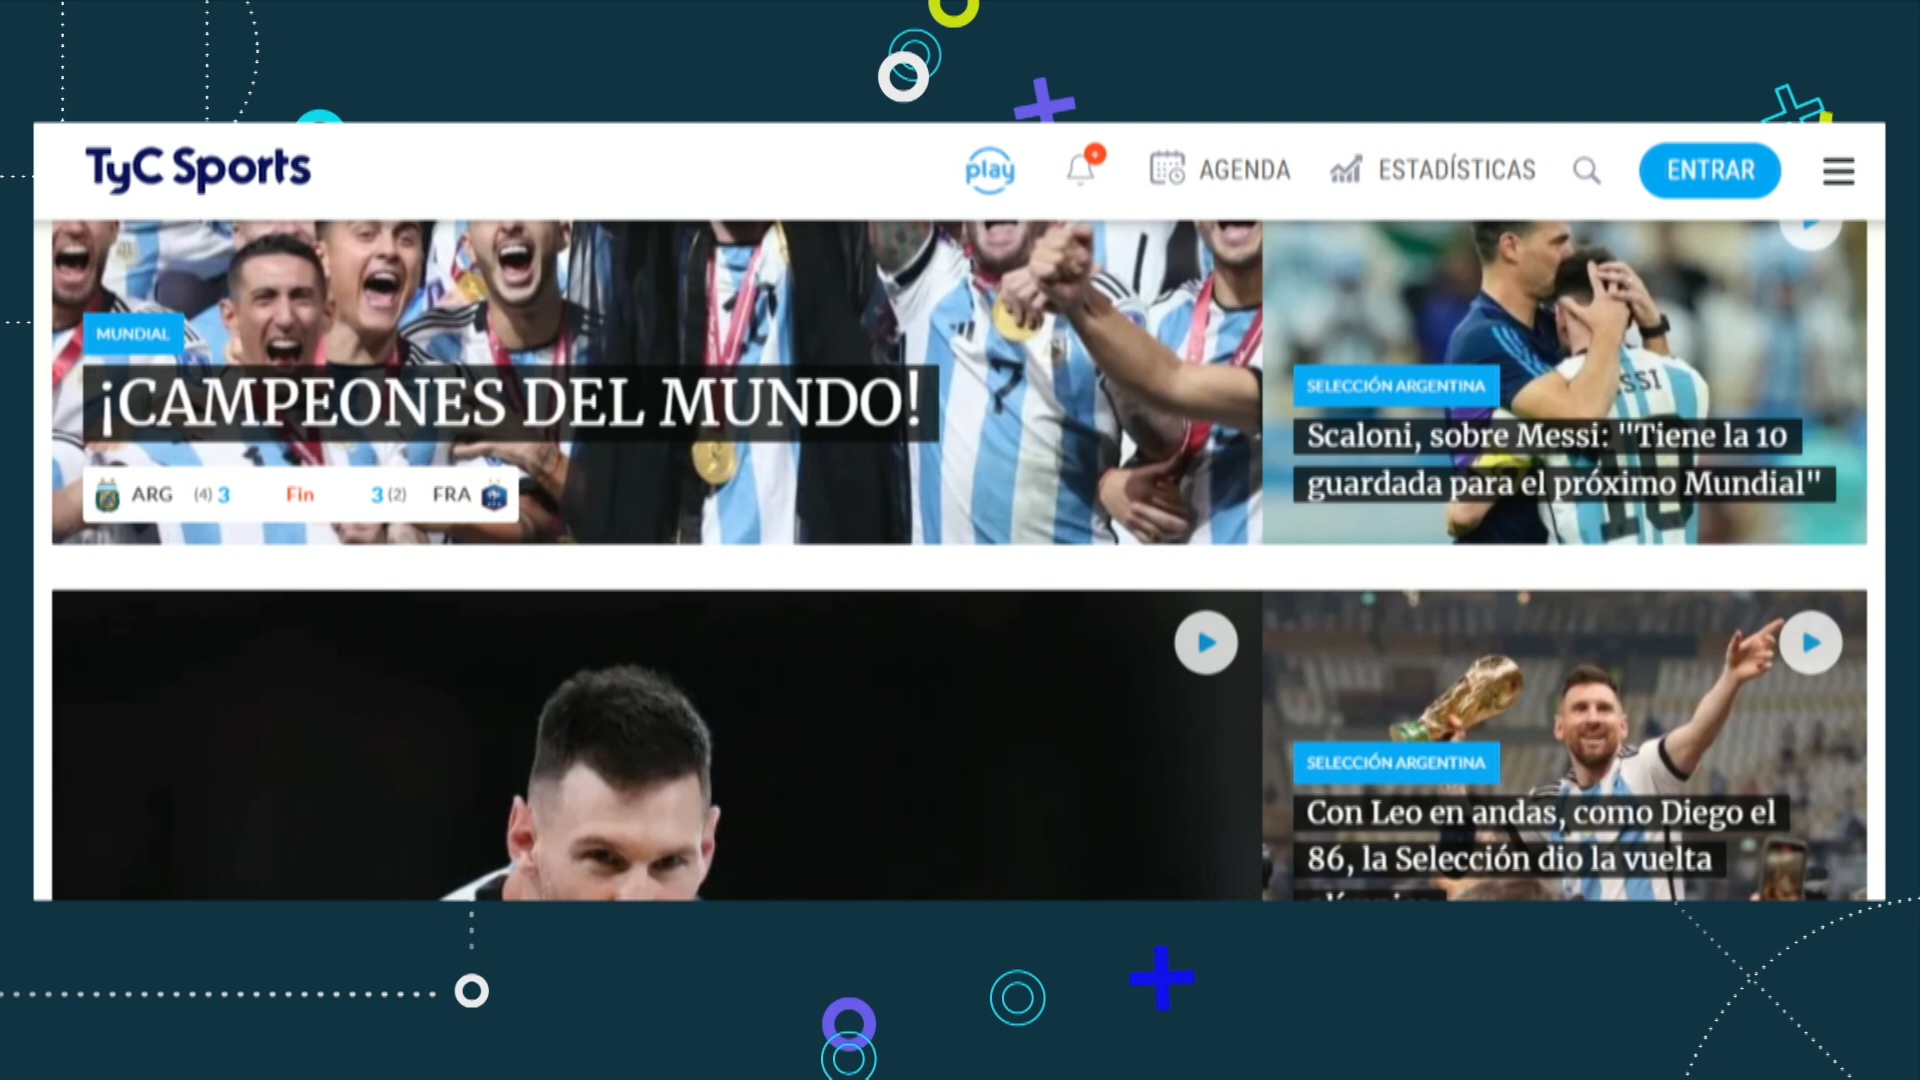 TyC Sports
play
AGENDA
ESTADÍSTICAS
ENTRAR
MUNDIAL
¡CAMPEONES DEL MUNDO!
ARG (4) 3 Fin 3 (2) FRA
7
SELECCIÓN ARGENTINA
Scaloni, sobre Messi: "Tiene la 10
guardada para el próximo Mundial"
10
SELECCIÓN ARGENTINA
Con Leo en andas, como Diego el
86, la Selección dio la vuelta